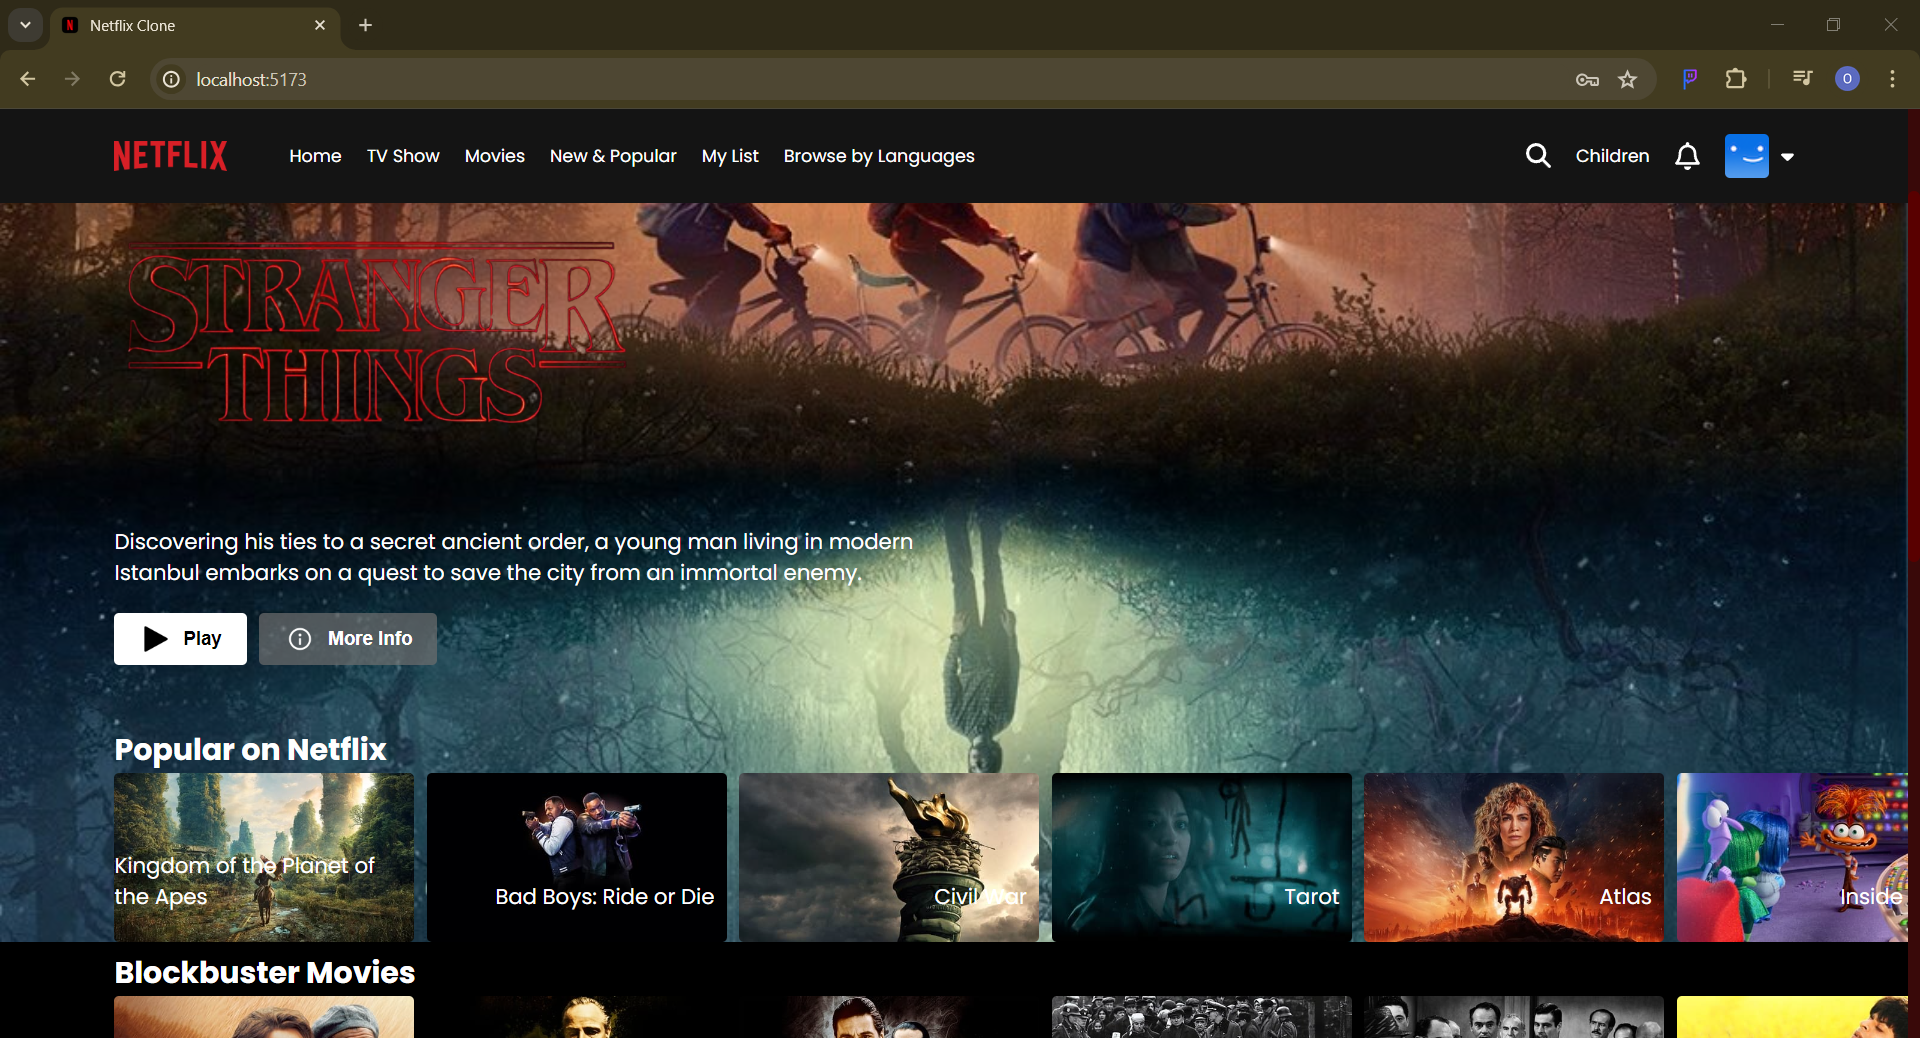 Netflix Clone
localhost:5173
O
NETFLIX
Home TV Show Movies New & Popular My List Browse by Languages
Children
STRANGER
THINGS
Discovering his ties to a secret ancient order, a young man living in modern
Istanbul embarks on a quest to save the city from an immortal enemy.
Play
More Info
Popular on Netflix
Kingdom of the Planet of
the Apes
Bad Boys: Ride or Die
Civil War
Tarot
Atlas
Inside
Blockbuster Movies